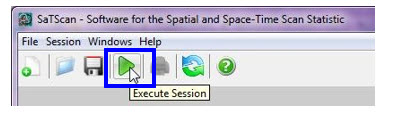 SaTScan - Software for the Spatial and Space-Time Scan Statistic
File Session Windows Help
Execute Session